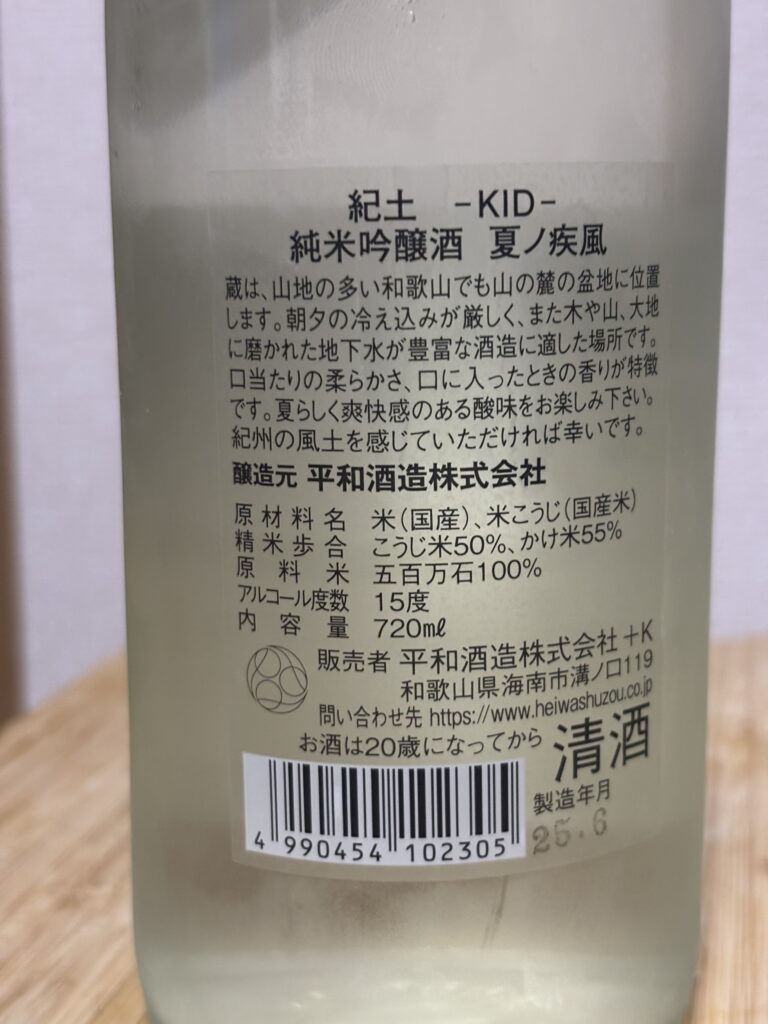 紀土 -KID-
純米吟醸酒 夏ノ疾風
蔵は、山地の多い和歌山でも山の麓の盆地に位置
します。朝夕の冷え込みが厳しく、また木や山、大地
に磨かれた地下水が豊富な酒造に適した場所です。
口当たりの柔らかさ、口に入ったときの香りが特徴
です。夏らしく爽快感のある酸味をお楽しみ下さい。
紀州の風土を感じていただければ幸いです。
醸造元 平和酒造株式会社
原材料名 米(国産)、米こうじ(国産米)
精米歩合 こうじ米50%、かけ米55%
原料米 五百万石100%
アルコール度数 15度
内容量 720ml
販売者 平和酒造株式会社 +K
和歌山県海南市溝ノ口119
問い合わせ先 https://www.heiwashuzou.co.jp
お酒は20歳になってから 清酒
製造年月
25.6
4 990454 102305